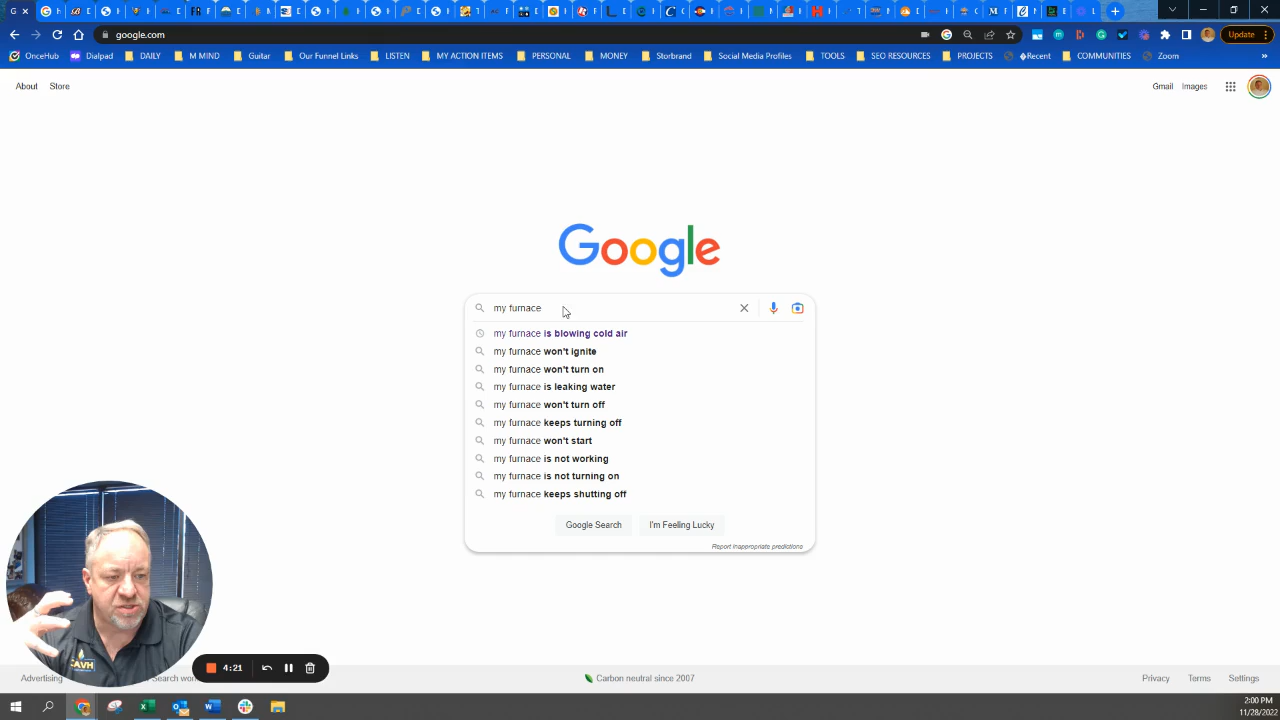 google.com
Update
OnceHub
Dialpad
DAILY
M MIND
Guitar
Our Funnel Links
LISTEN
MY ACTION ITEMS
PERSONAL
MONEY
Storbrand
Social Media Profiles
TOOLS
SEO RESOURCES
PROJECTS
Recent
COMMUNITIES
Zoom
»
About
Store
Gmail
Images
Google
my furnace
my furnace is blowing cold air
my furnace won't ignite
my furnace won't turn on
my furnace is leaking water
my furnace won't turn off
my furnace keeps turning off
my furnace won't start
my furnace is not working
my furnace is not turning on
my furnace keeps shutting off
Google Search
I'm Feeling Lucky
Report inappropriate predictions
CAVH
4:21
Advertising
Search wor
Carbon neutral since 2007
Privacy
Terms
Settings
2:00 PM
11/28/2022